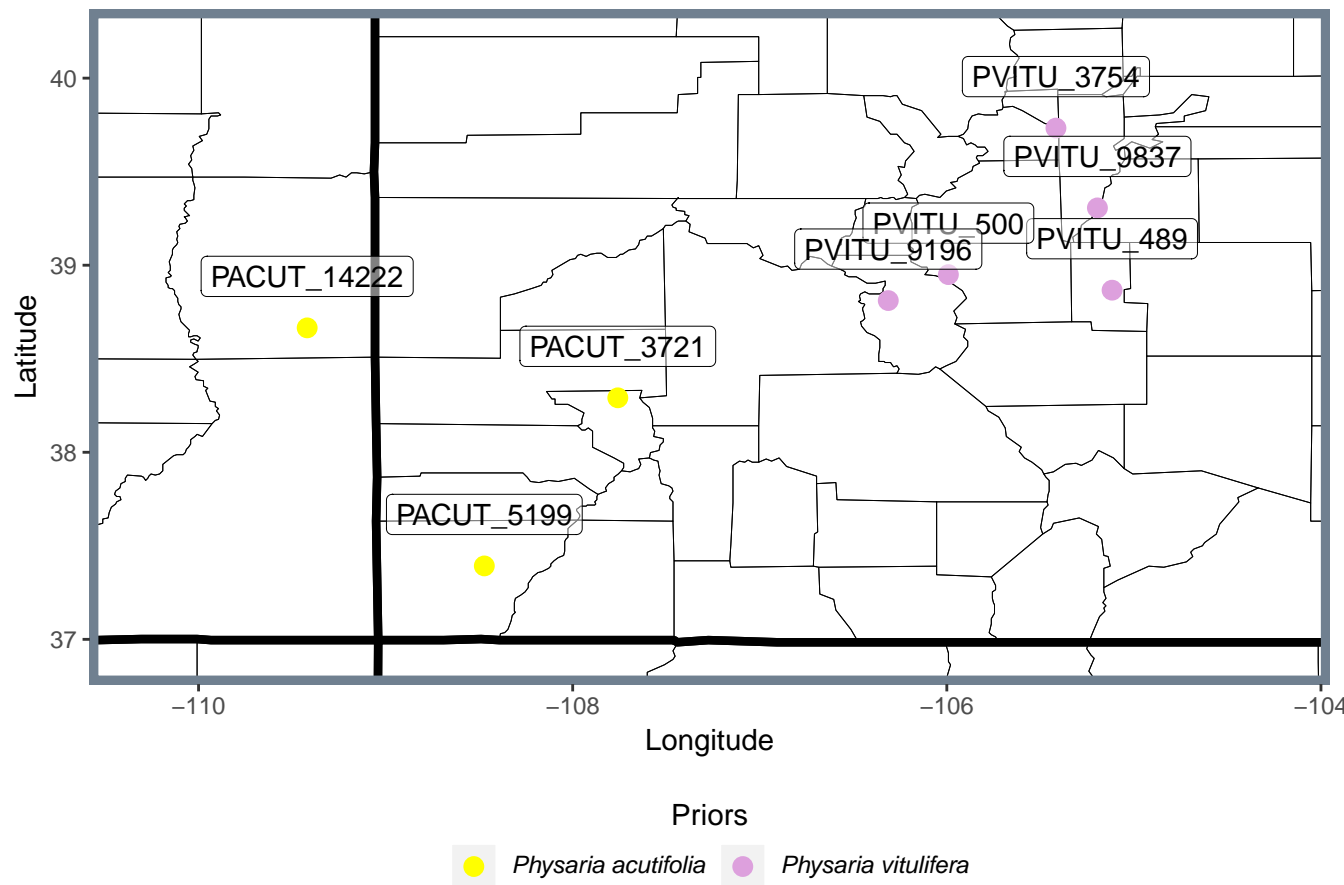 PVITU_3754
PVITU_9837
PVITU_500
PVITU_489
PVITU_9196
PACUT_14222
PACUT_3721
PACUT_5199
40
39
38
37
Latitude
−110
−108
−106
−104
Longitude
Priors
Physaria acutifolia
Physaria vitulifera